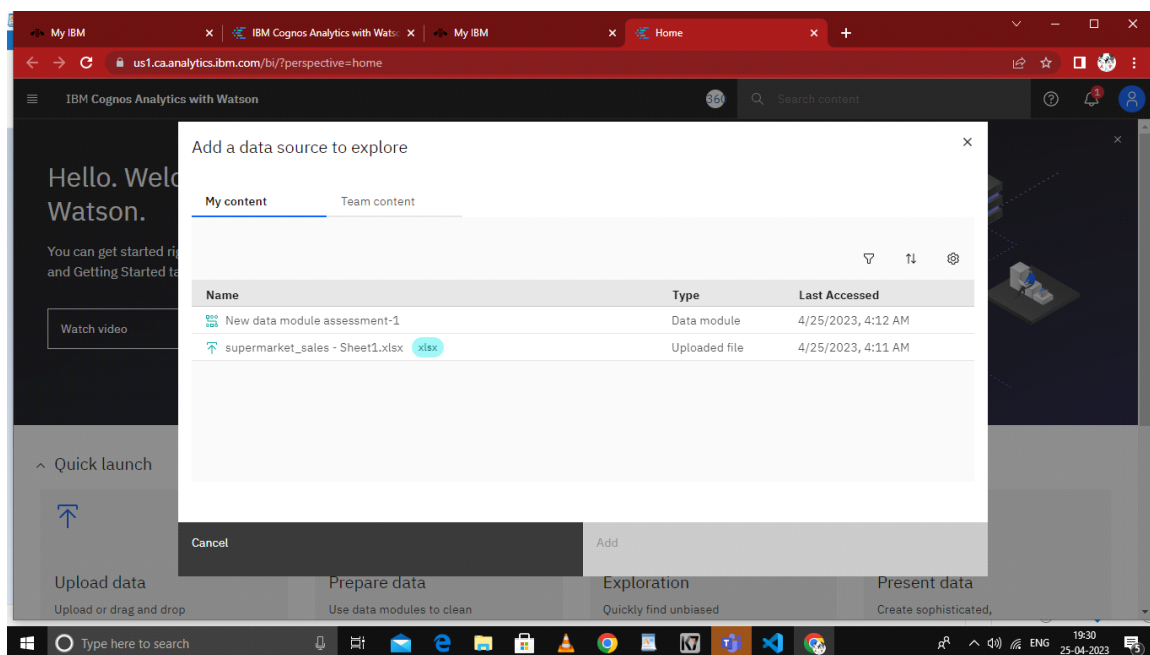 My IBM
IBM Cognos Analytics with Wats
My IBM
Home
us1.ca.analytics.ibm.com/bi/?perspective=home
IBM Cognos Analytics with Watson
360
Search content
1
Add a data source to explore
Hello. Welc
Watson.
My content
Team content
You can get started rig
and Getting Started ta
Name
Type
Last Accessed
New data module assessment-1
Data module
4/25/2023, 4:12 AM
Watch video
supermarket_sales - Sheet1.xlsx
xlsx
Uploaded file
4/25/2023, 4:11 AM
Quick launch
Cancel
Add
Upload data
Prepare data
Exploration
Present data
Upload or drag and drop
Use data modules to clean
Quickly find unbiased
Create sophisticated,
Type here to search
ENG
19:30
25-04-2023
5